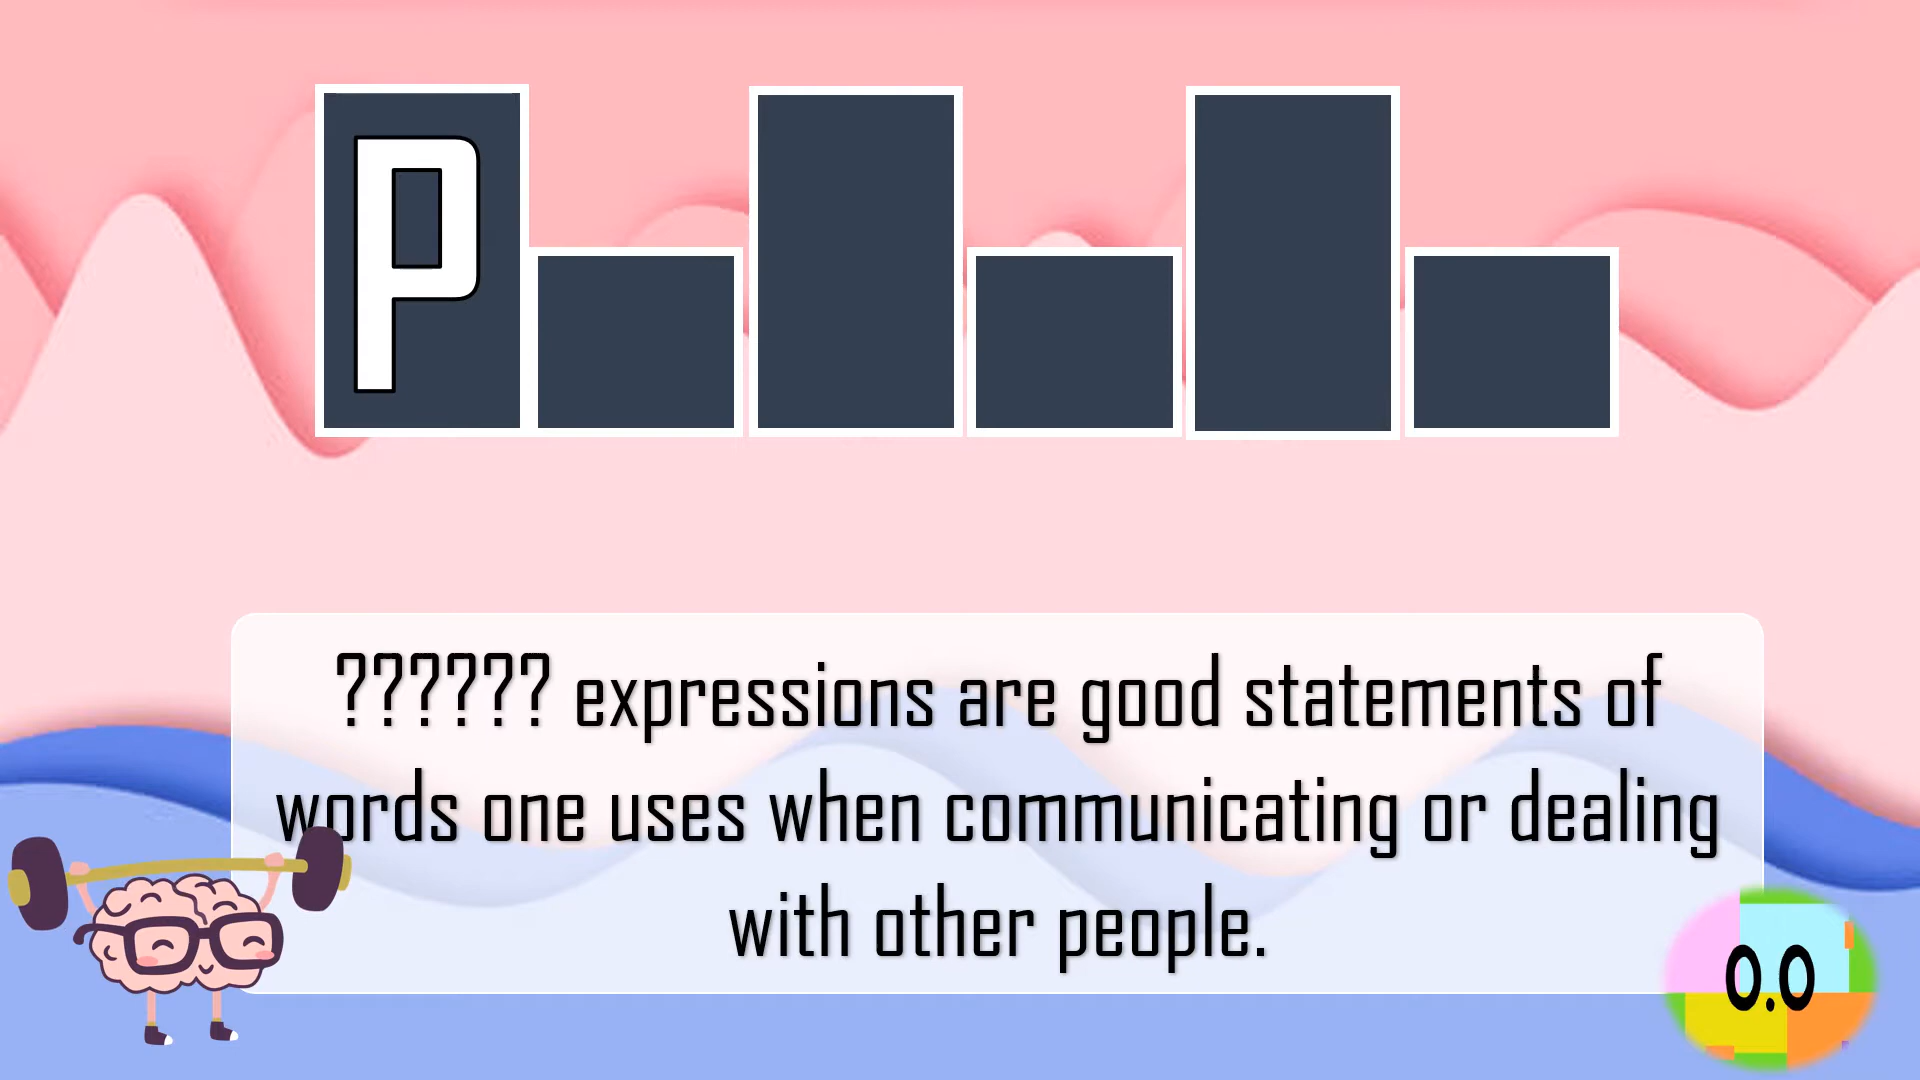 P
?????? expressions are good statements of
words one uses when communicating or dealing
with other people.
0.0